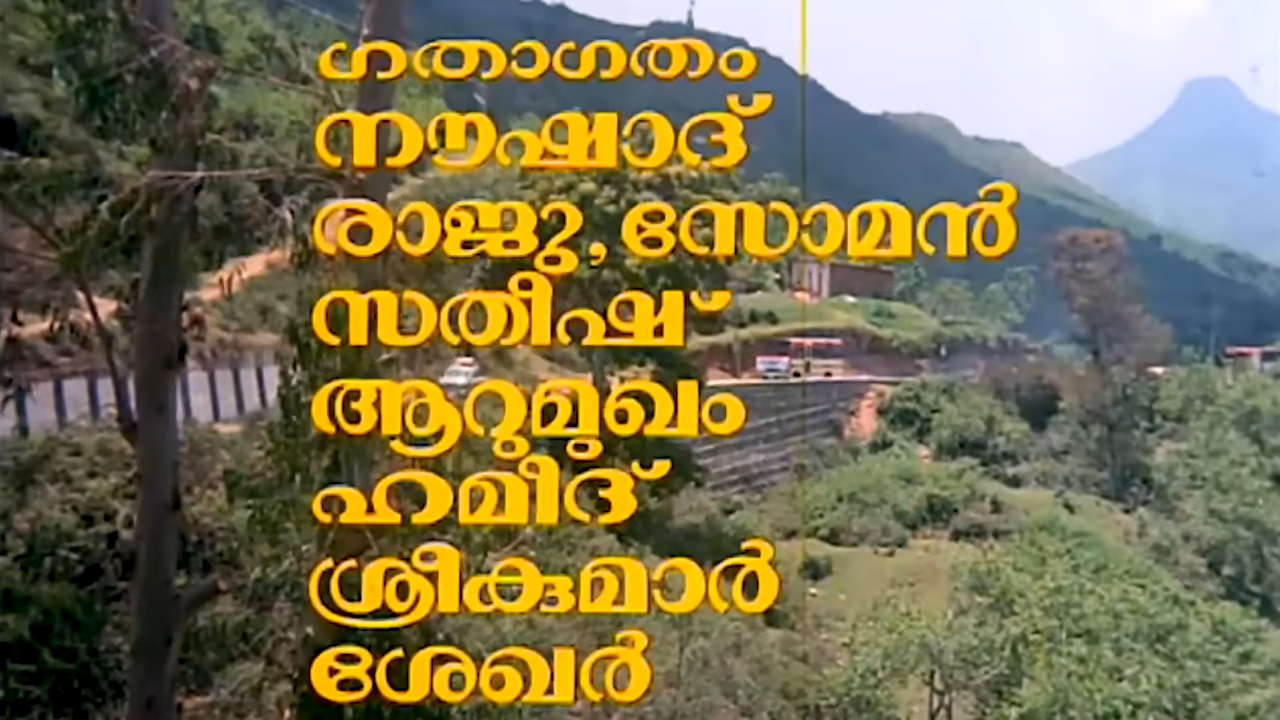 ഗതാഗതം
നൗഷാദ്
രാജു, സോമൻ
സതീഷ്
ആറുമുഖം
ഹമീദ്
ശ്രീകുമാർ
ശേഖർ